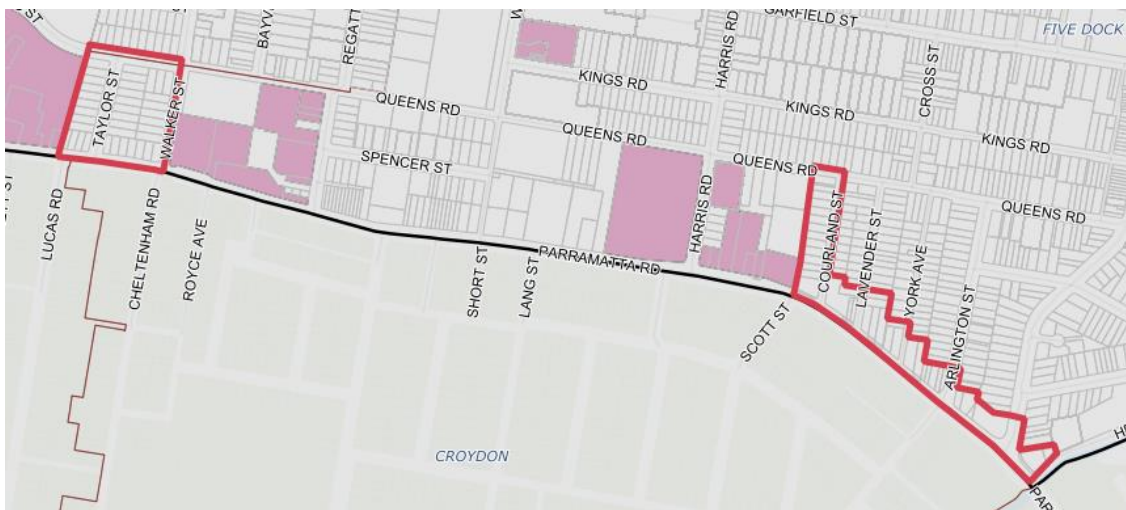 GARFIELD ST
FIVE DOCK
HARRIS RD
KINGS RD
CROSS ST
KINGS RD
KINGS RD
TAYLOR ST
WALKER ST
QUEENS RD
QUEENS RD
QUEENS RD
QUEENS RD
SPENCER ST
HARRIS RD
COURLAND ST
LAVENDER ST
YORK AVE
ARLINGTON ST
LUCAS RD
CHELTENHAM RD
ROYCE AVE
SHORT ST
LANG ST
PARRAMATTA RD
SCOTT ST
CROYDON
BAYV
REGATT
D ST
PAR